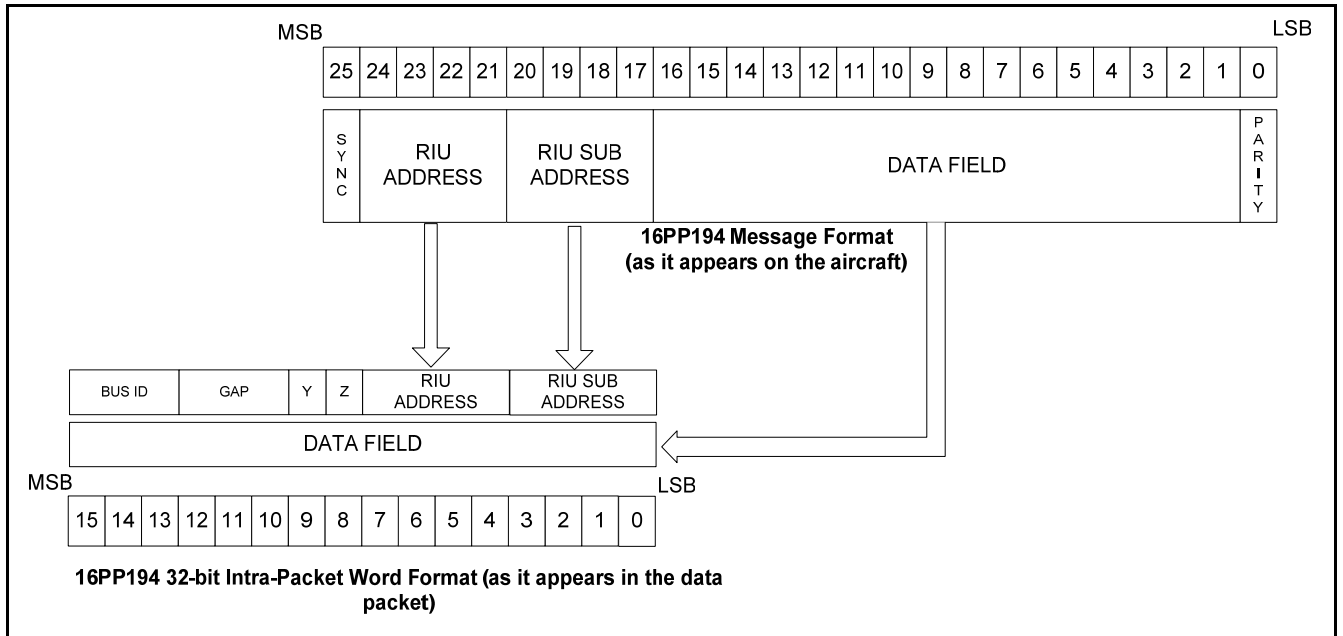 MSB LSB
25 24 23 22 21 20 19 18 17 16 15 14 13 12 11 10 9 8 7 6 5 4 3 2 1 0
SYNC
RIU
ADDRESS
RIU SUB
ADDRESS
DATA FIELD
PARITY
16PP194 Message Format
(as it appears on the aircraft)
BUS ID GAP Y Z
RIU
ADDRESS
RIU SUB
ADDRESS
DATA FIELD
MSB LSB
15 14 13 12 11 10 9 8 7 6 5 4 3 2 1 0
16PP194 32-bit Intra-Packet Word Format (as it appears in the data
packet)